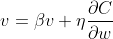 v = βv + η ∂C/∂w